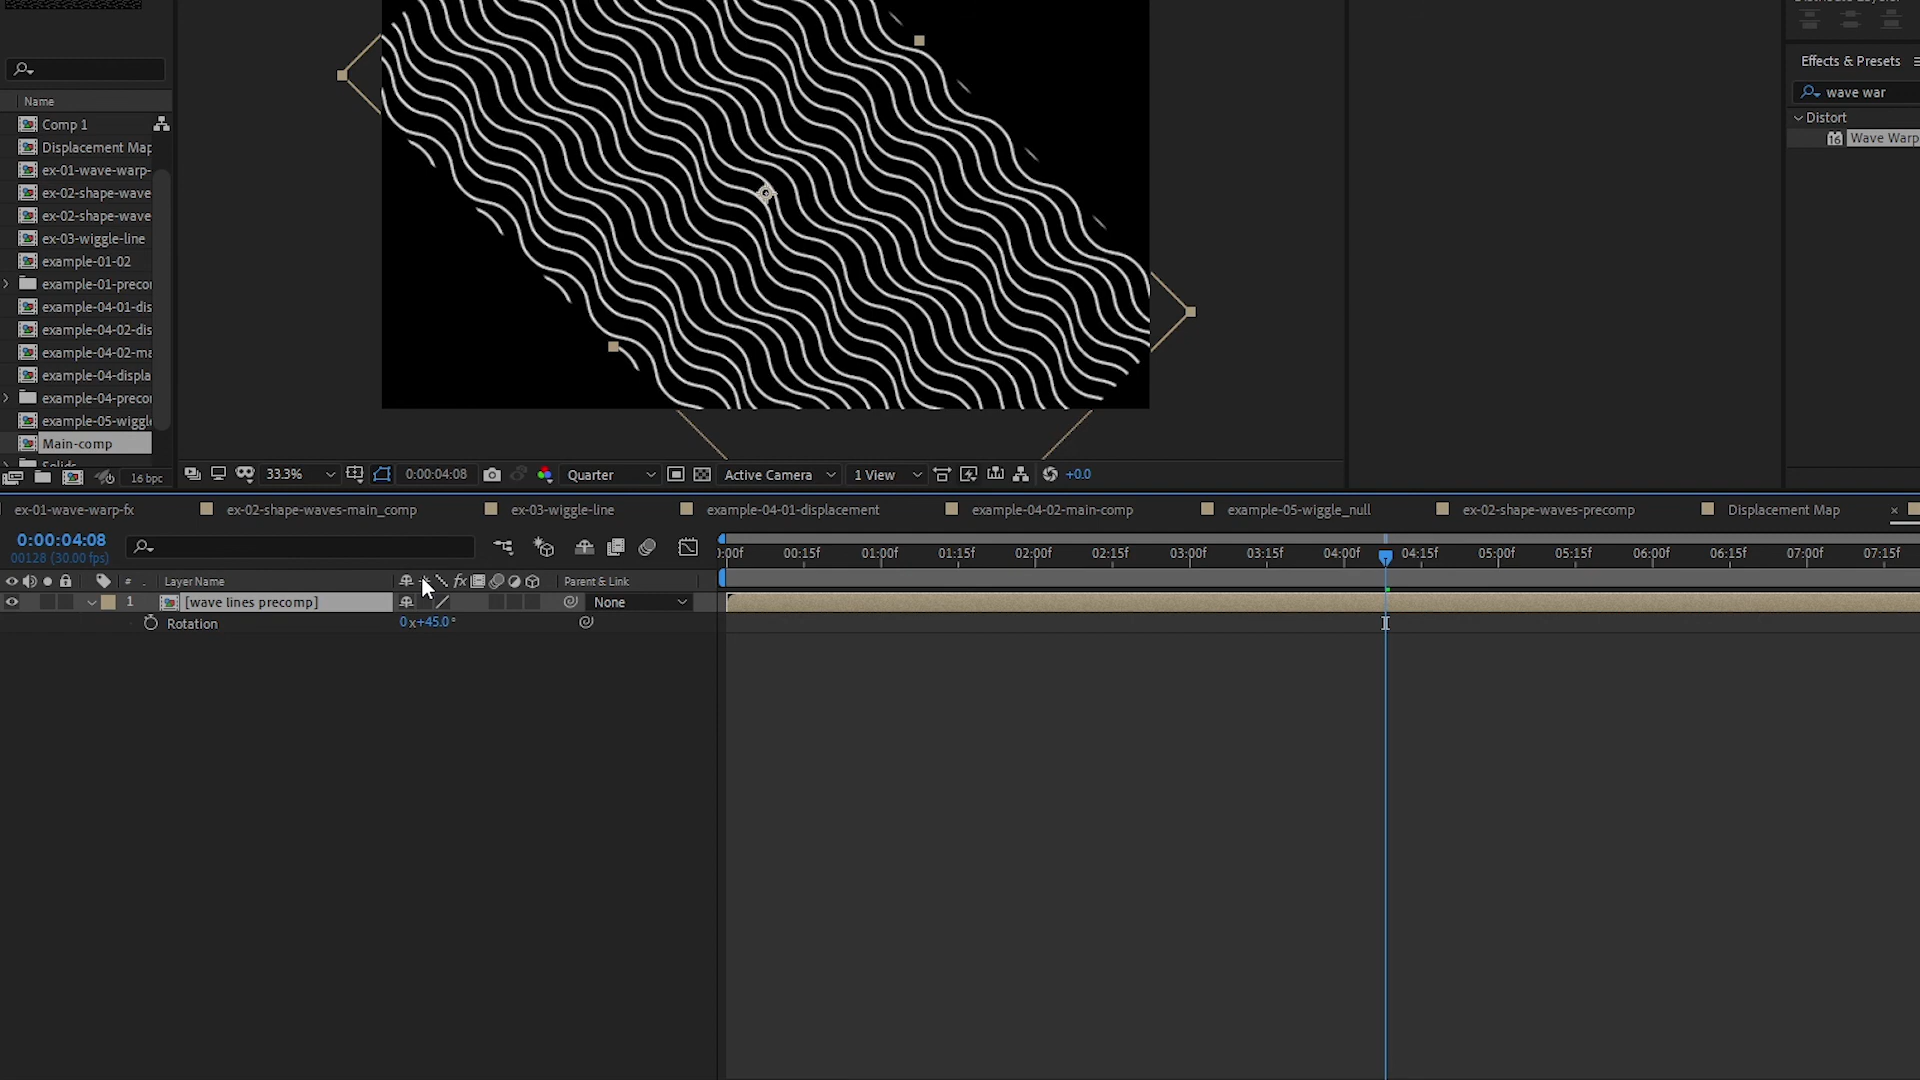 Effects & Presets
wave war
Distort
Wave Warp
Name
Comp 1
Displacement Map
ex-01-wave-warp-
ex-02-shape-wave
ex-02-shape-wave
ex-03-wiggle-line
example-01-02
example-01-precor
example-04-01-dis
example-04-02-dis
example-04-02-ma
example-04-displa
example-04-precor
example-05-wiggle
Main-comp
16 bpc
33.3%
0:00:04:08
Quarter
Active Camera
1 View
+0.0
ex-01-wave-warp-fx
ex-02-shape-waves-main_comp
ex-03-wiggle-line
example-04-01-displacement
example-04-02-main-comp
example-05-wiggle_null
ex-02-shape-waves-precomp
Displacement Map
0:00:04:08
00128 (30.00 fps)
):00f 00:15f 01:00f 01:15f 02:00f 02:15f 03:00f 03:15f 04:00f 04:15f 05:00f 05:15f 06:00f 06:15f 07:00f 07:15f
# . Layer Name fx Parent & Link
1 [wave lines precomp] None
Rotation 0x+45.0°